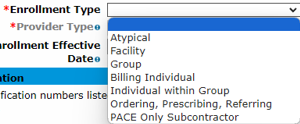 *Enrollment Type
*Provider Type
Atypical
Facility
nrollment Effective
Group
Date
Billing Individual
ation
Individual within Group
fication numbers liste
Ordering, Prescribing, Referring
PACE Only Subcontractor